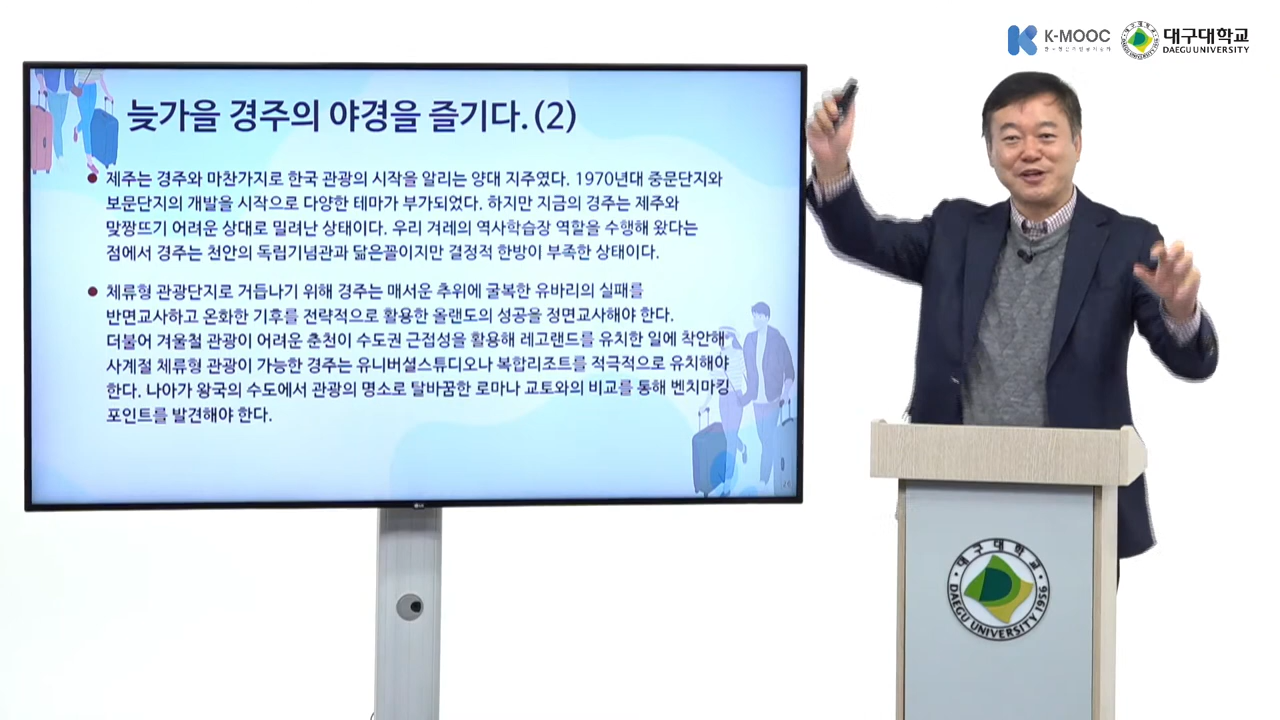 K-MOOC
대구대학교
DAEGU UNIVERSITY
늦가을 경주의 야경을 즐기다.(2)
제주는 경주와 마찬가지로 한국 관광의 시작을 알리는 양대 지주였다. 1970년대 중문단지와
보문단지의 개발을 시작으로 다양한 테마가 부가되었다. 하지만 지금의 경주는 제주와
맞짱뜨기 어려운 상대로 밀려난 상태이다. 우리 겨레의 역사학습장 역할을 수행해 왔다는
점에서 경주는 천안의 독립기념관과 닮은꼴이지만 결정적 한방이 부족한 상태이다.
체류형 관광단지로 거듭나기 위해 경주는 매서운 추위에 굴복한 유바리의 실패를
반면교사하고 온화한 기후를 전략적으로 활용한 올랜도의 성공을 정면교사해야 한다.
더불어 겨울철 관광이 어려운 춘천이 수도권 근접성을 활용해 레고랜드를 유치한 일에 착안해
사계절 체류형 관광이 가능한 경주는 유니버셜스튜디오나 복합리조트를 적극적으로 유치해야
한다. 나아가 왕국의 수도에서 관광의 명소로 탈바꿈한 로마나 교토와의 비교를 통해 벤치마킹
포인트를 발견해야 한다.
LG
대구대학교
DAEGU UNIVERSITY 1956